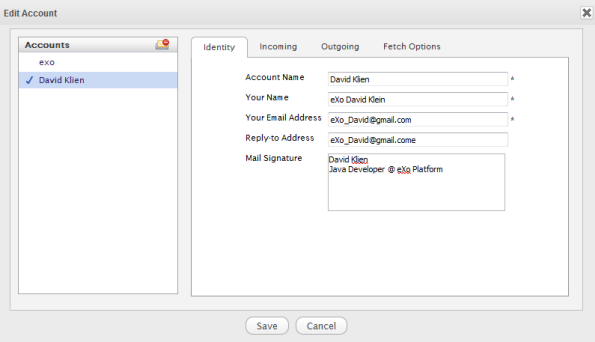 Edit Account
Accounts
exo
David Klien
Identity
Incoming
Outgoing
Fetch Options
Account Name David Klien *
Your Name eXo David Klein *
Your Email Address eXo_David@gmail.com *
Reply-to Address eXo_David@gmail.come
Mail Signature David Klien
Java Developer @ eXo Platform
Save
Cancel